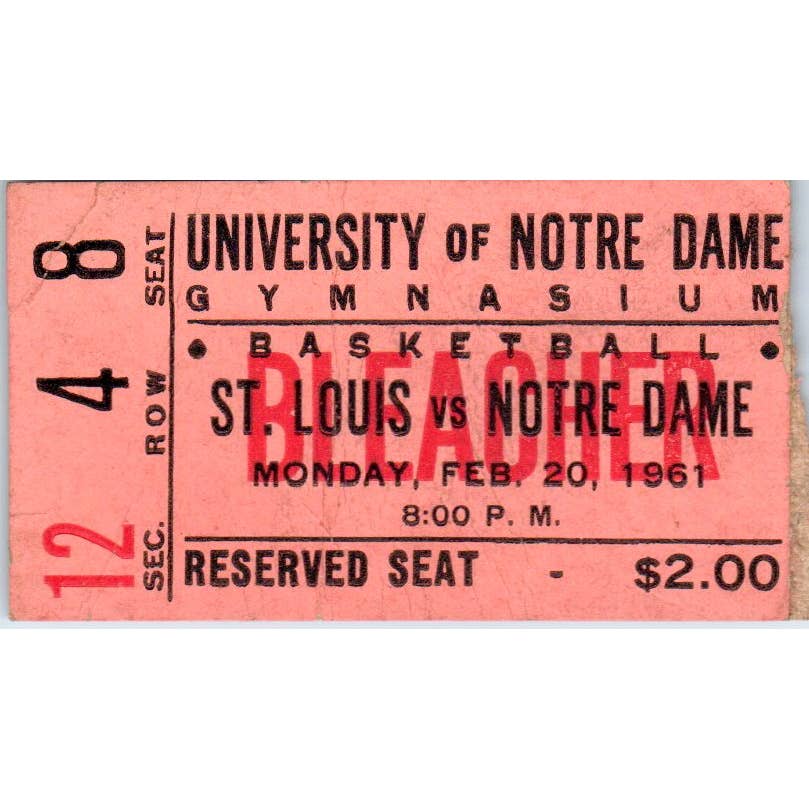 UNIVERSITY OF NOTRE DAME
GYMNASIUM
• BASKETBALL •
BLEACHER
ST. LOUIS VS NOTRE DAME
MONDAY, FEB. 20, 1961
8:00 P. M.
RESERVED SEAT - $2.00
SEC. ROW SEAT
12 4 8